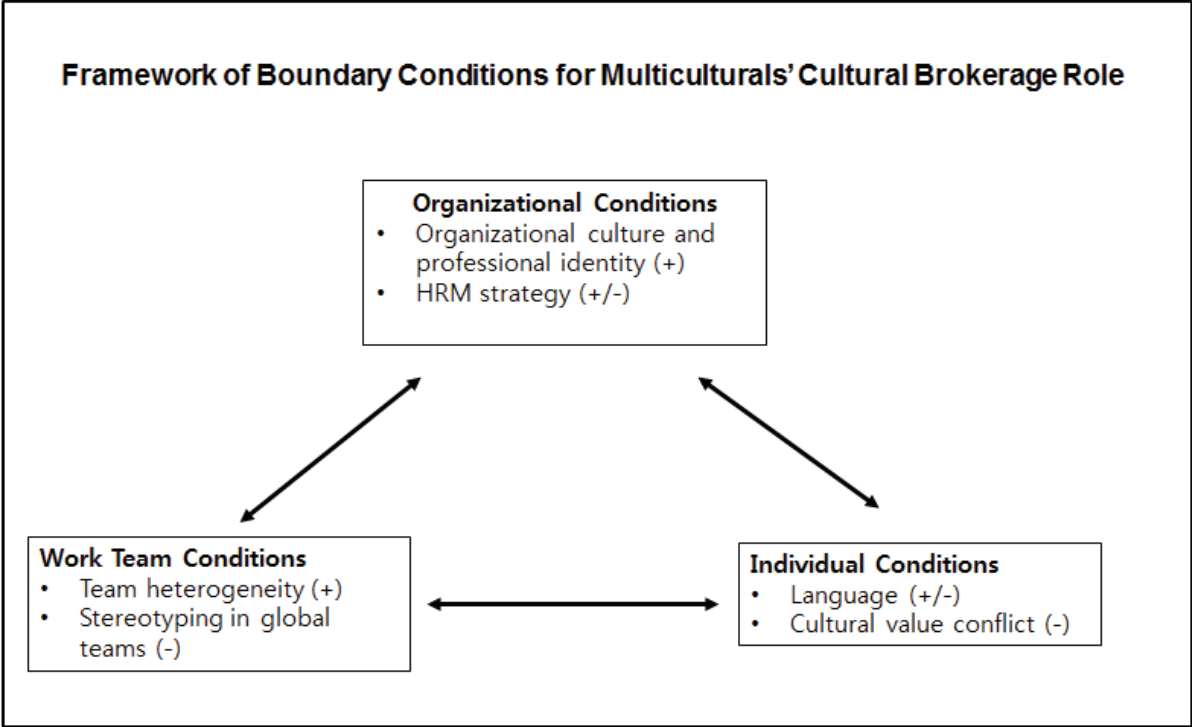 Framework of Boundary Conditions for Multiculturals' Cultural Brokerage Role
Organizational Conditions
• Organizational culture and
professional identity (+)
• HRM strategy (+/-)
Work Team Conditions
• Team heterogeneity (+)
• Stereotyping in global
teams (-)
Individual Conditions
• Language (+/-)
• Cultural value conflict (-)